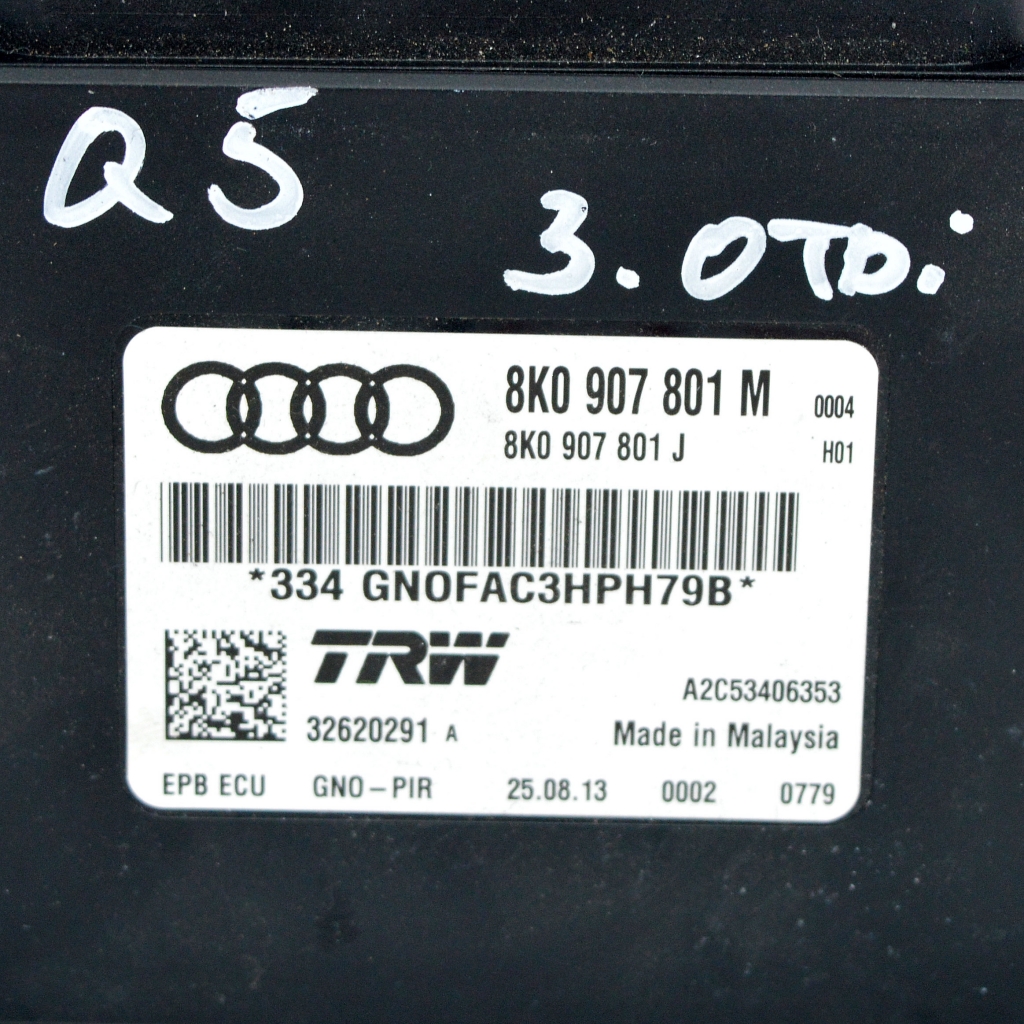 Q5
3.0TDi
8K0 907 801 M 0004
8K0 907 801 J H01
*334 GNOFAC3HPH79B*
TRW
A2C53406353
32620291 A Made in Malaysia
EPB ECU GNO-PIR 25.08.13 0002 0779